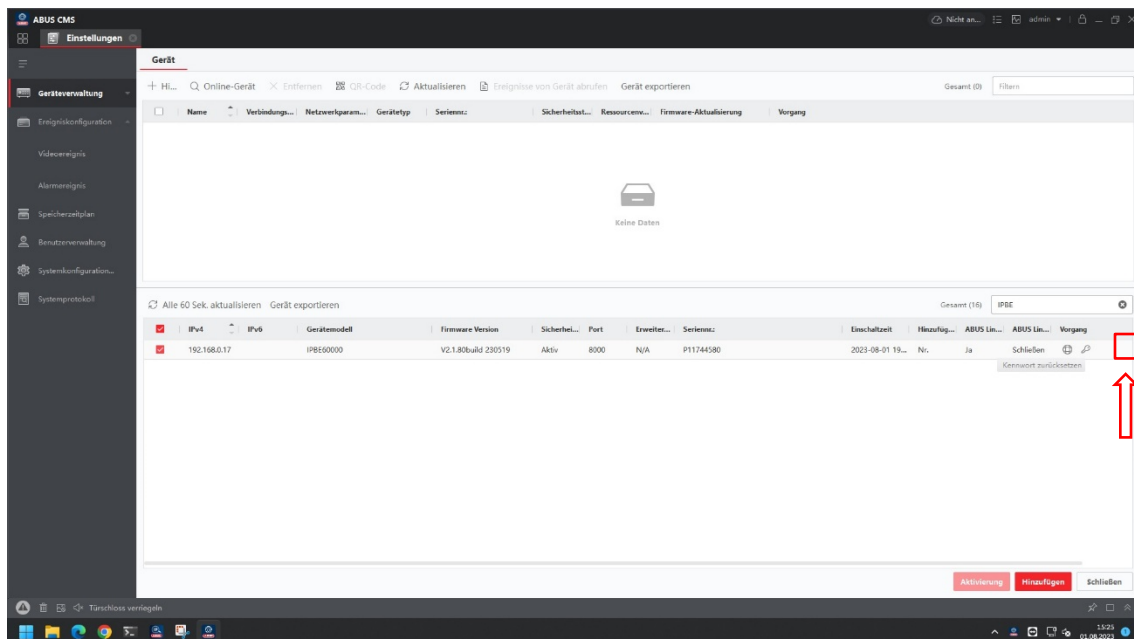 ABUS CMS
Nicht an... admin
Einstellungen
Gerät
Hi... Online-Gerät Entfernen QR-Code Aktualisieren Ereignisse von Gerät abrufen Gerät exportieren Gesamt (0) Filtern
Geräteverwaltung
Name Verbindungs... Netzwerkparam... Gerätetyp Seriennr.: Sicherheitsst... Ressourcenv... Firmware-Aktualisierung Vorgang
Ereigniskonfiguration
Videoereignis
Alarmereignis
Keine Daten
Speicherzeitplan
Benutzerverwaltung
Systemkonfiguration...
Systemprotokoll
Alle 60 Sek. aktualisieren Gerät exportieren Gesamt (16) IPBE
IPv4 IPv6 Gerätemodell Firmware Version Sicherhei... Port Erweiter... Seriennr.: Einschaltzeit Hinzufüg... ABUS Lin... ABUS Lin... Vorgang
192.168.0.17 IPBE60000 V2.1.80build 230519 Aktiv 8000 N/A P11744580 2023-08-01 19... Nr. Ja Schließen
Kennwort zurücksetzen
Aktivierung Hinzufügen Schließen
Türschloss verriegeln
15:25
01.08.2023